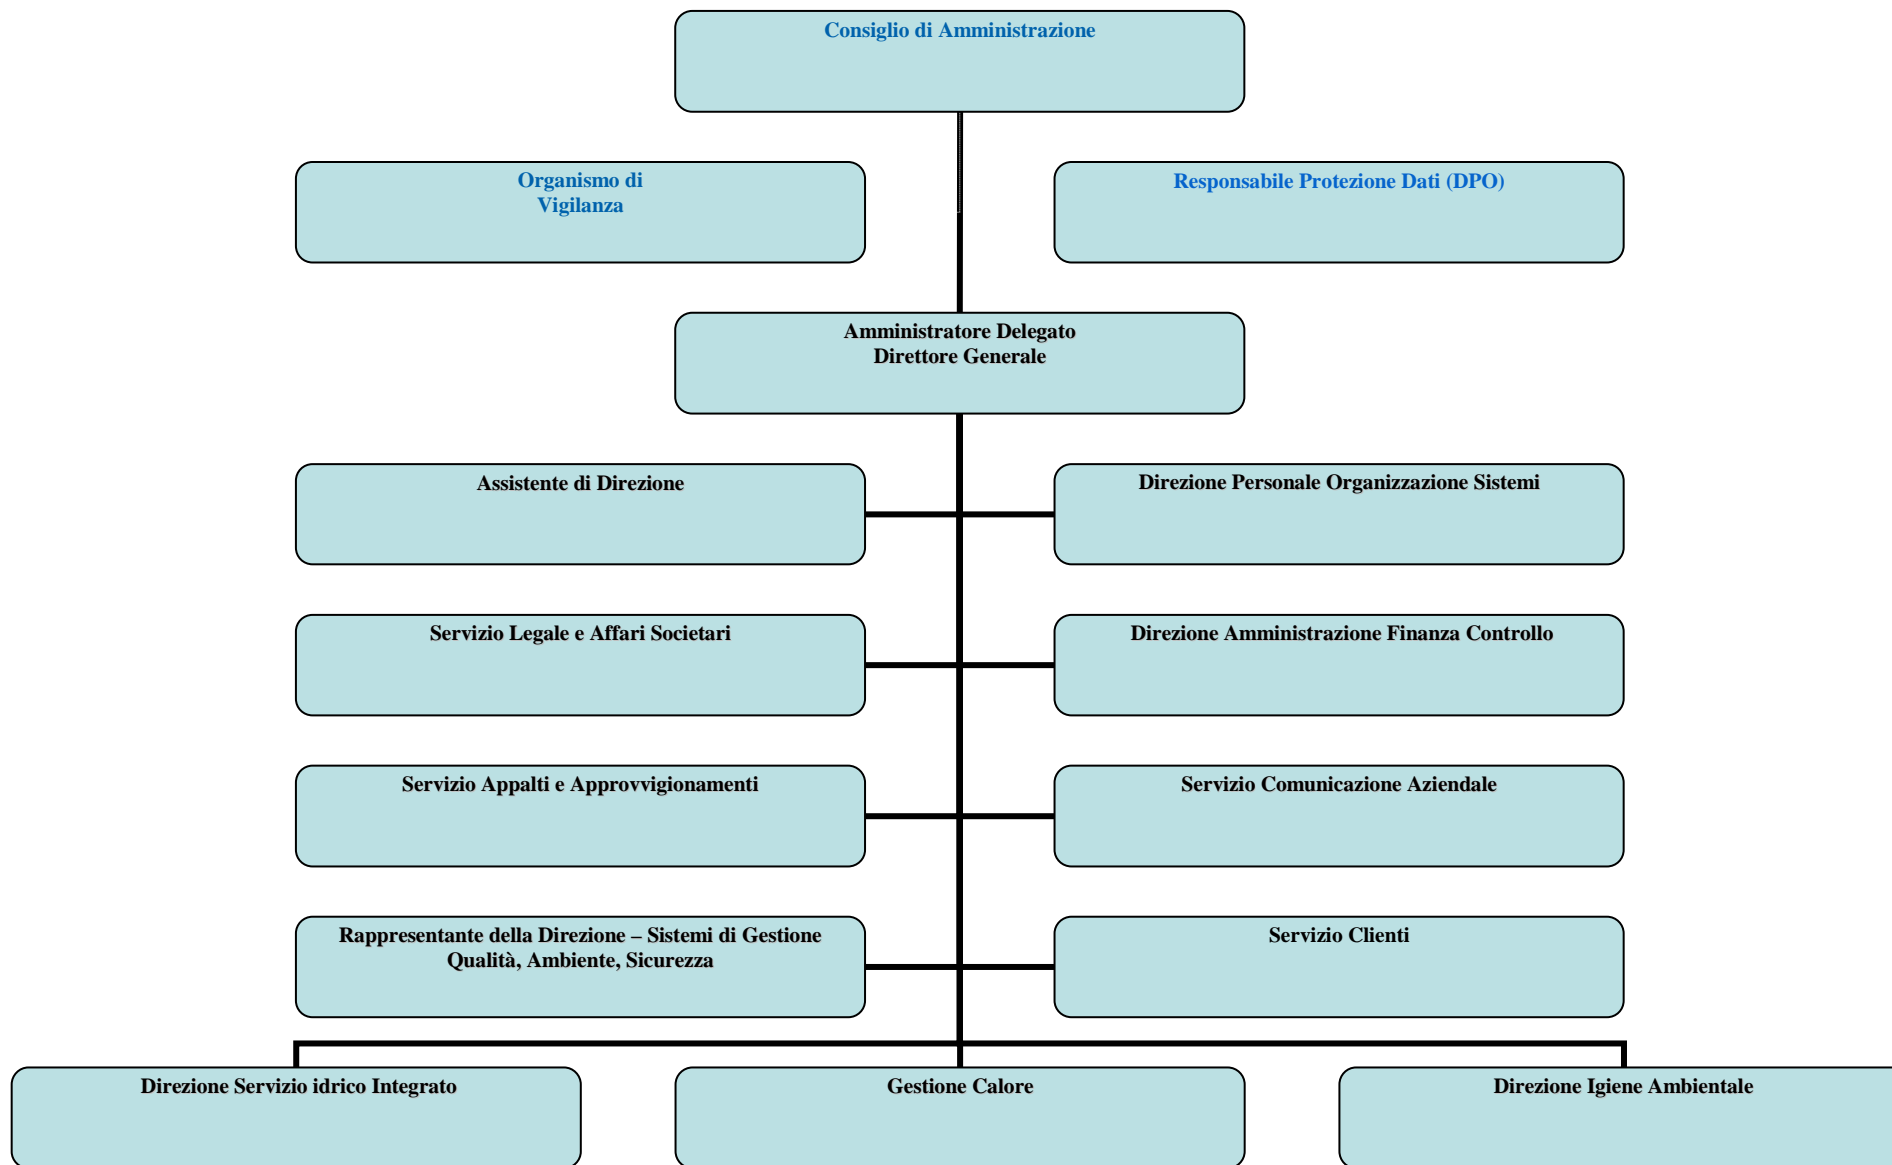 Consiglio di Amministrazione
Organismo di
Vigilanza
Responsabile Protezione Dati (DPO)
Amministratore Delegato
Direttore Generale
Assistente di Direzione
Direzione Personale Organizzazione Sistemi
Servizio Legale e Affari Societari
Direzione Amministrazione Finanza Controllo
Servizio Appalti e Approvvigionamenti
Servizio Comunicazione Aziendale
Rappresentante della Direzione – Sistemi di Gestione
Qualità, Ambiente, Sicurezza
Servizio Clienti
Direzione Servizio idrico Integrato
Gestione Calore
Direzione Igiene Ambientale